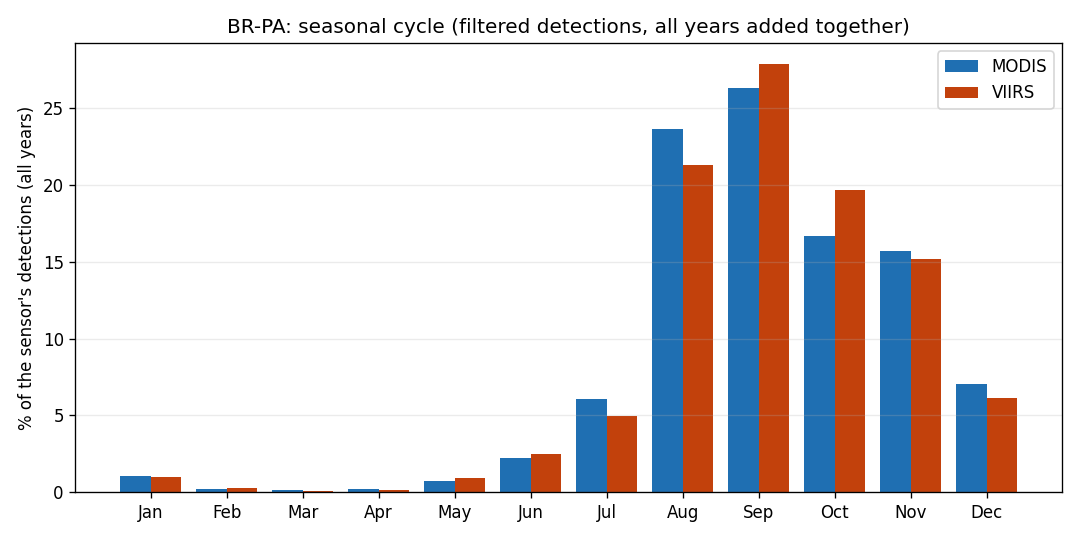 BR-PA: seasonal cycle (filtered detections, all years added together)
MODIS
VIIRS
% of the sensor's detections (all years)
25
20
15
10
5
0
Jan Feb Mar Apr May Jun Jul Aug Sep Oct Nov Dec